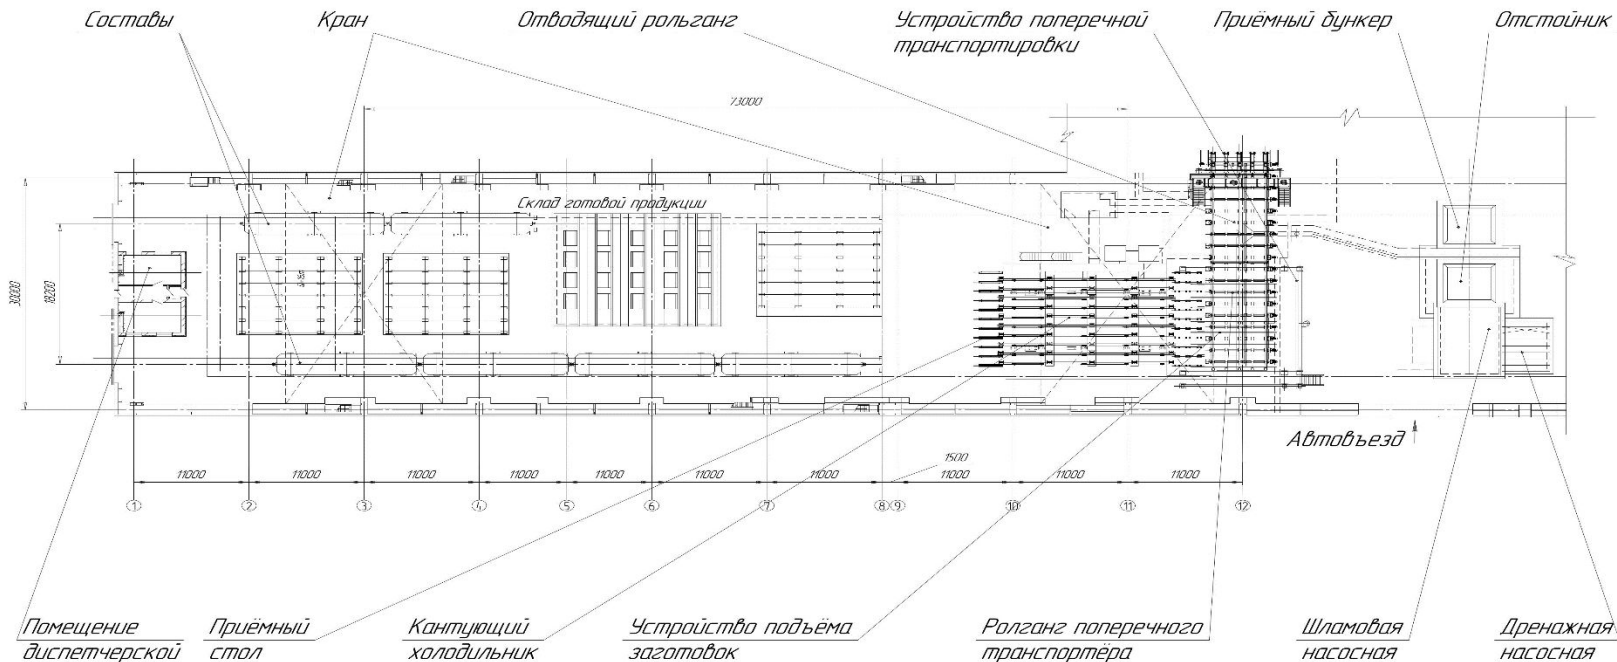 Составы
Кран
Отводящий рольганг
Устройство поперечной
транспортировки
Приёмный бункер
Отстойник
73000
Склад готовой продукции
30000
18200
Автовъезд
1500
11000
11000
11000
11000
11000
11000
11000
11000
11000
11000
1
2
3
4
5
6
7
8
9
10
11
12
Помещение
диспетчерской
Приёмный
стол
Кантующий
холодильник
Устройство подъёма
заготовок
Ролганг поперечного
транспортёра
Шламовая
насосная
Дренажная
насосная